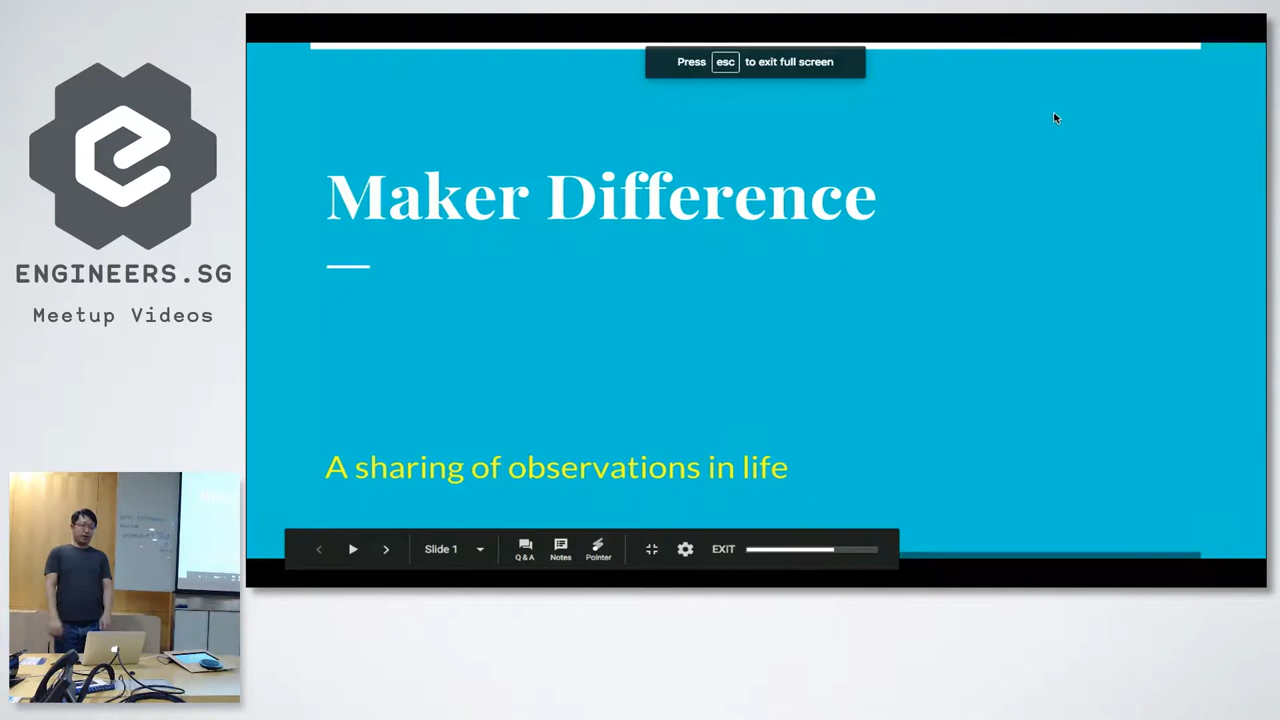 Press esc to exit full screen
Maker Difference
ENGINEERS.SG
Meetup Videos
A sharing of observations in life
Slide 1
Q & A
Notes
Pointer
EXIT